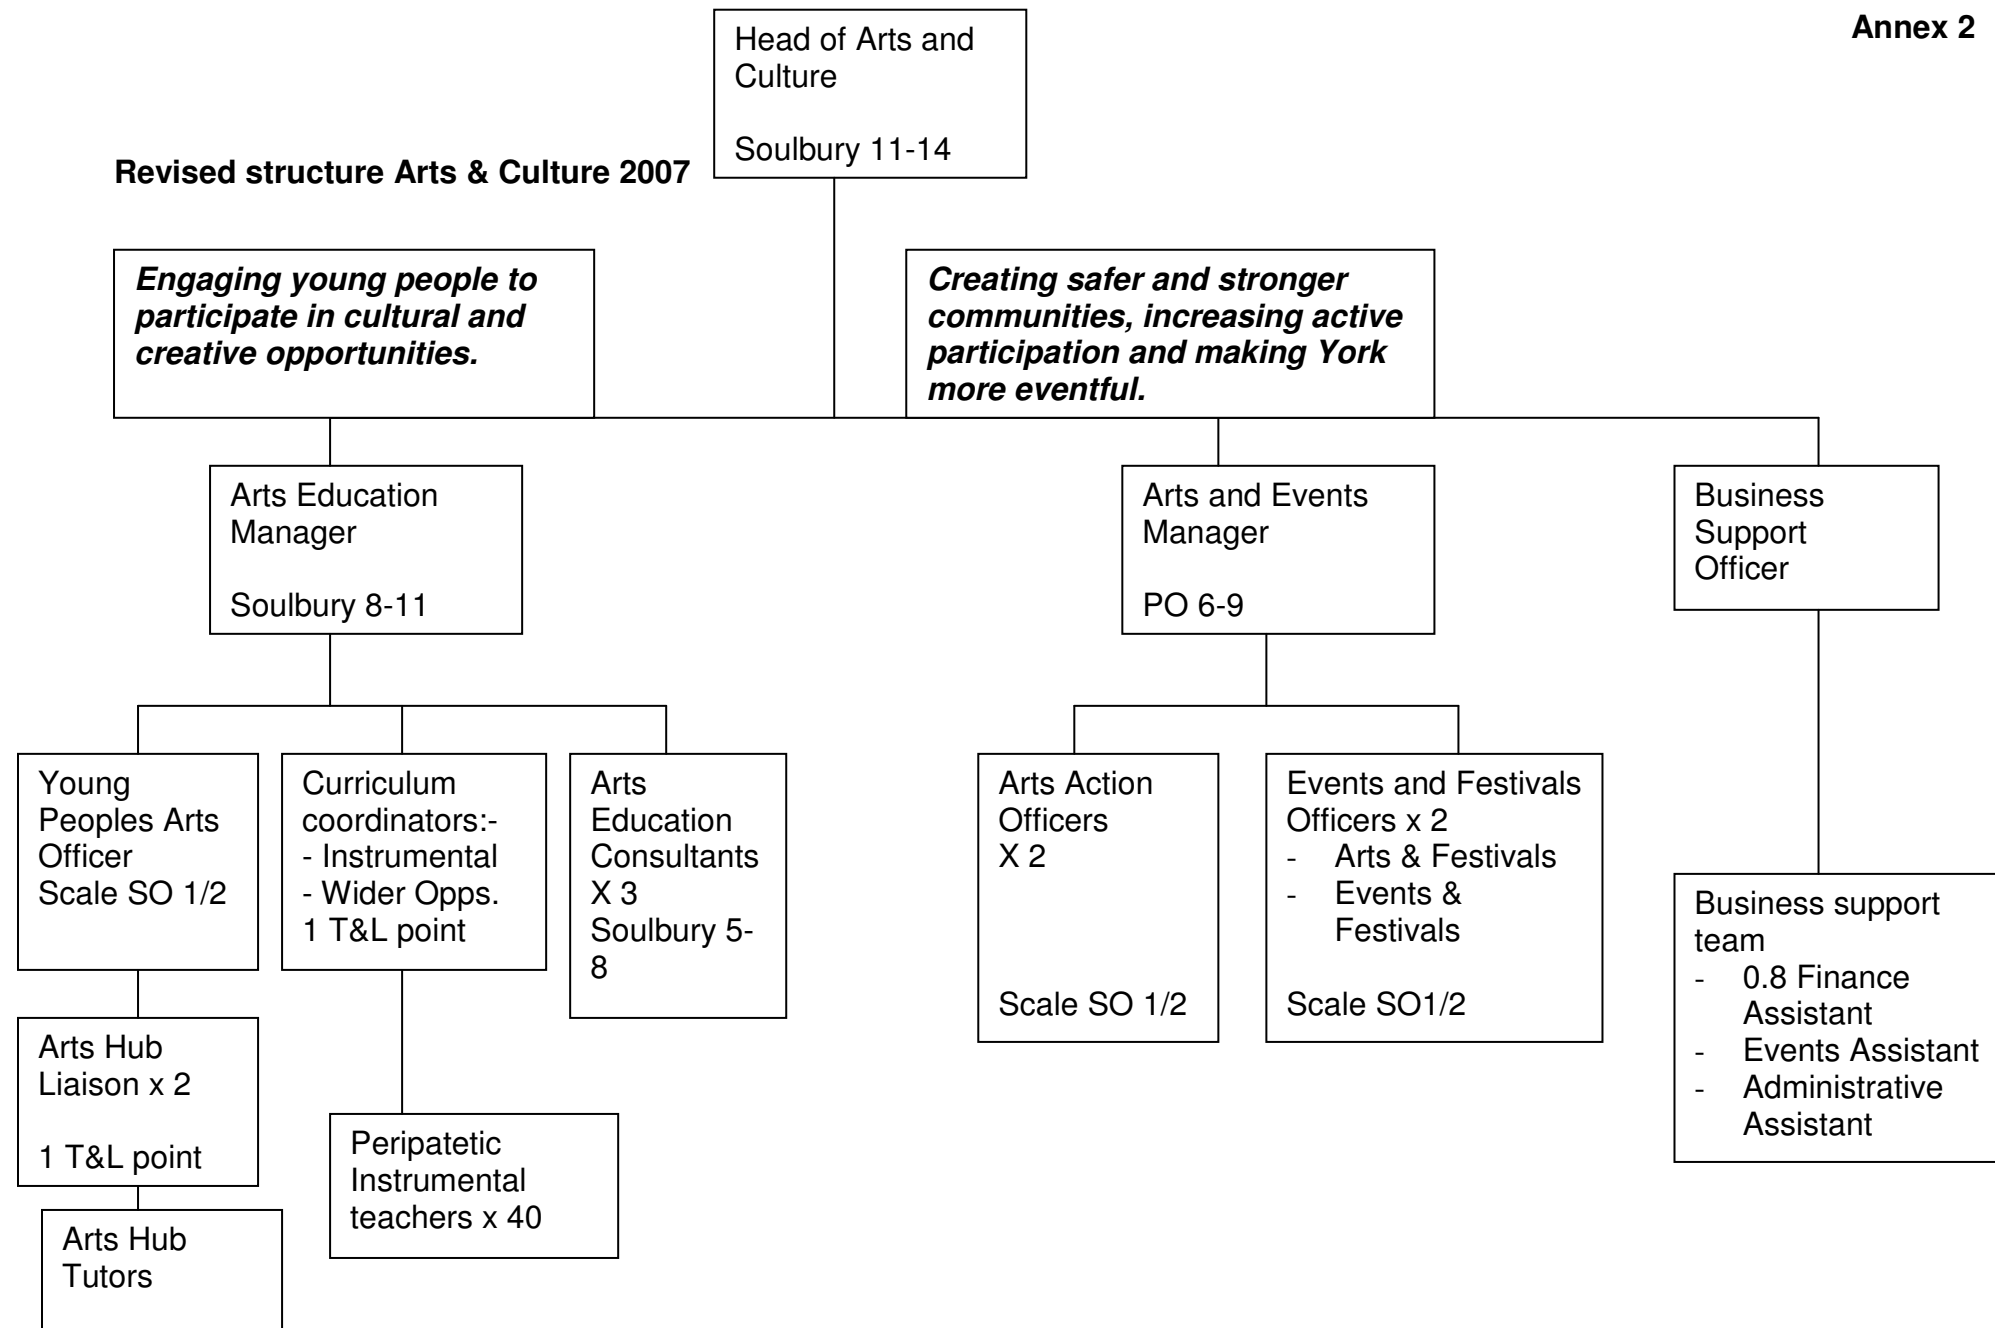 Annex 2
Head of Arts and
Culture
Soulbury 11-14
Revised structure Arts & Culture 2007
Engaging young people to
participate in cultural and
creative opportunities.
Creating safer and stronger
communities, increasing active
participation and making York
more eventful.
Arts Education
Manager
Soulbury 8-11
Arts and Events
Manager
PO 6-9
Business
Support
Officer
Young
Peoples Arts
Officer
Scale SO 1/2
Curriculum
coordinators:-
- Instrumental
- Wider Opps.
1 T&L point
Arts
Education
Consultants
X 3
Soulbury 5-
8
Arts Action
Officers
X 2
Scale SO 1/2
Events and Festivals
Officers x 2
- Arts & Festivals
- Events &
Festivals
Scale SO1/2
Business support
team
- 0.8 Finance
Assistant
- Events Assistant
- Administrative
Assistant
Arts Hub
Liaison x 2
1 T&L point
Peripatetic
Instrumental
teachers x 40
Arts Hub
Tutors